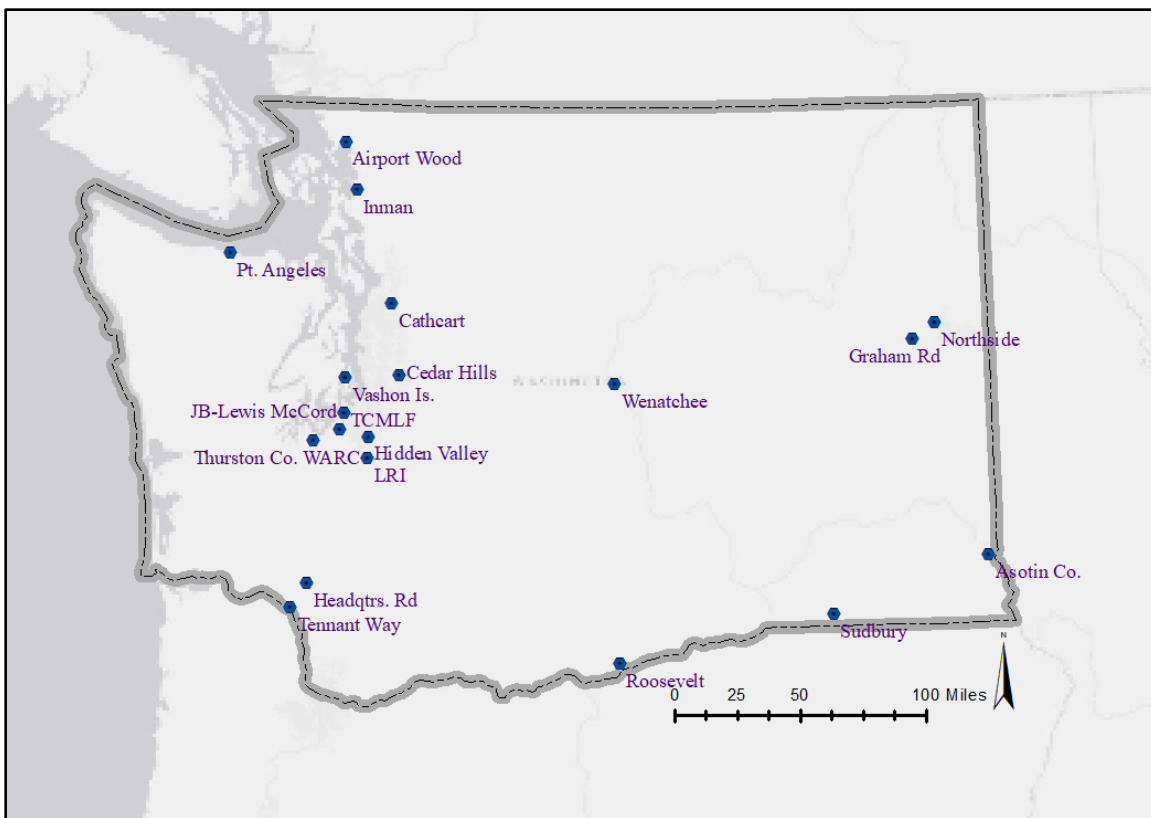 Airport Wood
Inman
Pt. Angeles
Cathcart
Northside
Graham Rd
Cedar Hills
WASHINGTON
Vashon Is.
Wenatchee
JB-Lewis McCord
TCMLF
Thurston Co. WARC
Hidden Valley
LRI
Asotin Co.
Headqtrs. Rd
Tennant Way
Sudbury
N
Roosevelt
0 25 50 100 Miles